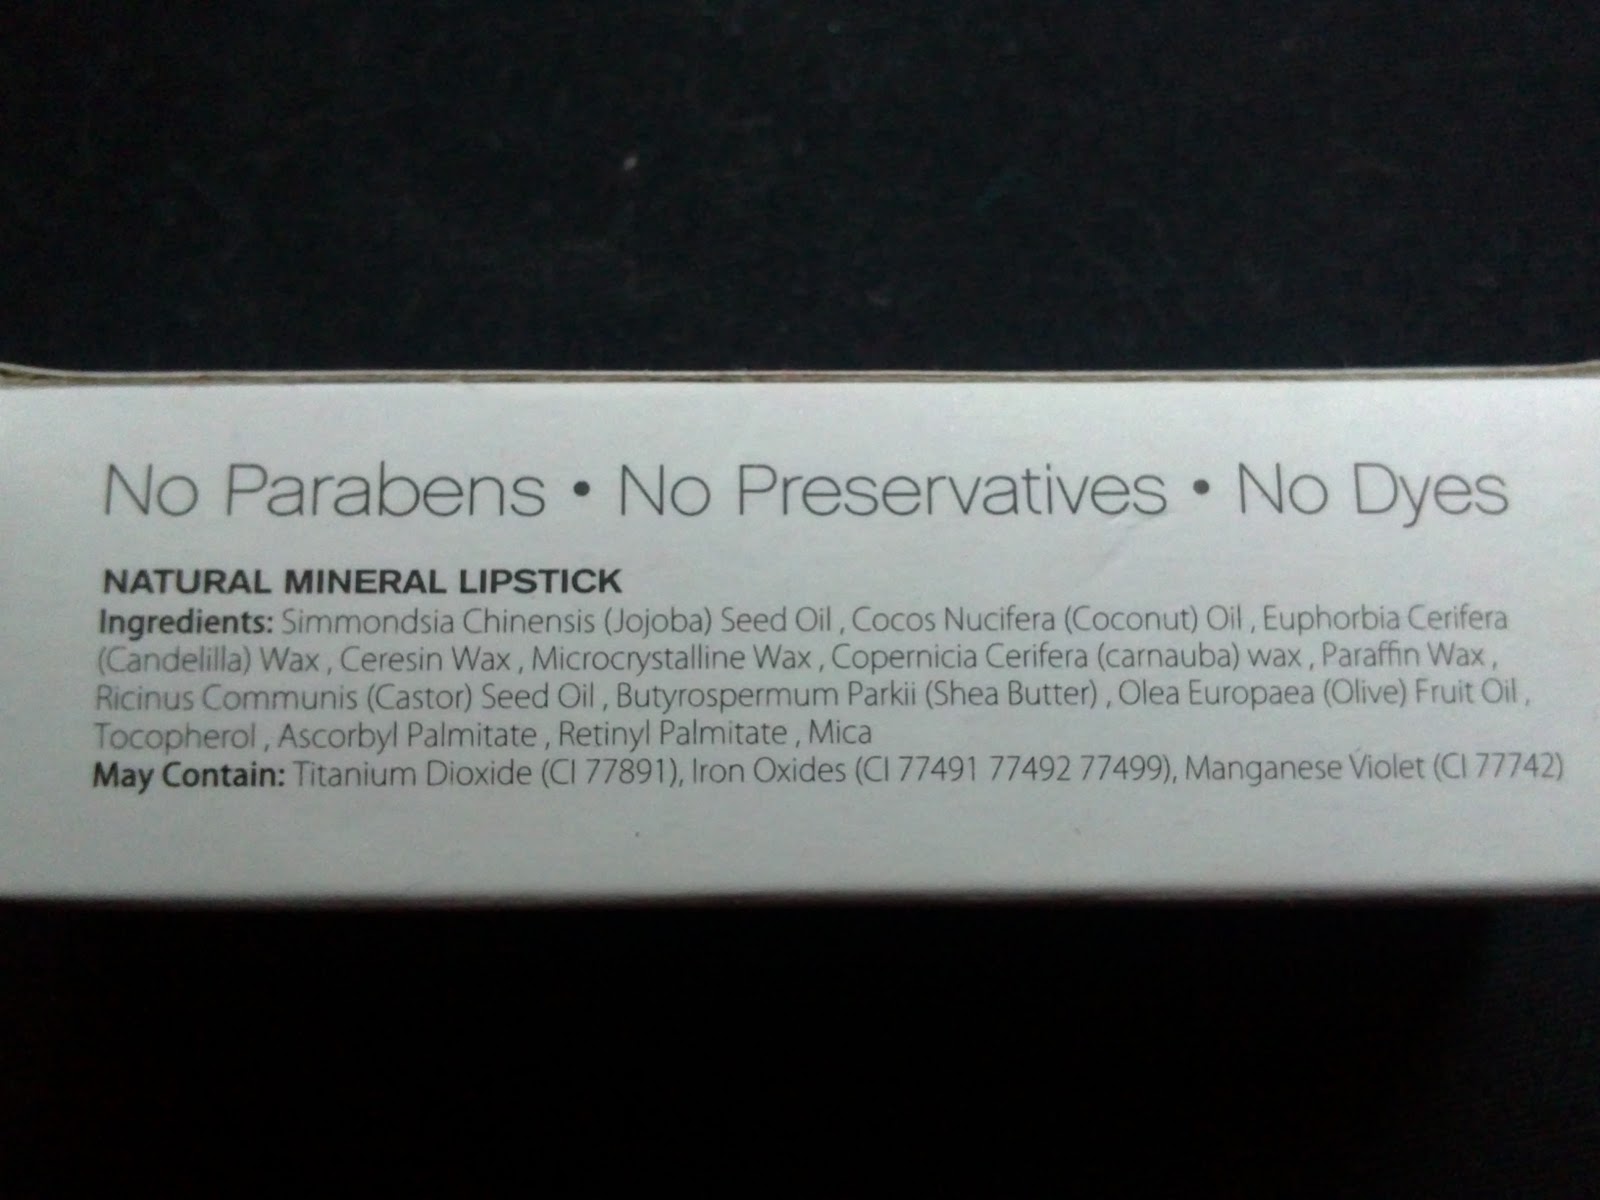 No Parabens • No Preservatives • No Dyes
NATURAL MINERAL LIPSTICK
Ingredients: Simmondsia Chinensis (Jojoba) Seed Oil , Cocos Nucifera (Coconut) Oil , Euphorbia Cerifera
(Candelilla) Wax , Ceresin Wax , Microcrystalline Wax , Copernicia Cerifera (carnauba) wax , Paraffin Wax ,
Ricinus Communis (Castor) Seed Oil , Butyrospermum Parkii (Shea Butter) , Olea Europaea (Olive) Fruit Oil ,
Tocopherol , Ascorbyl Palmitate , Retinyl Palmitate , Mica
May Contain: Titanium Dioxide (CI 77891), Iron Oxides (CI 77491 77492 77499), Manganese Violet (CI 77742)